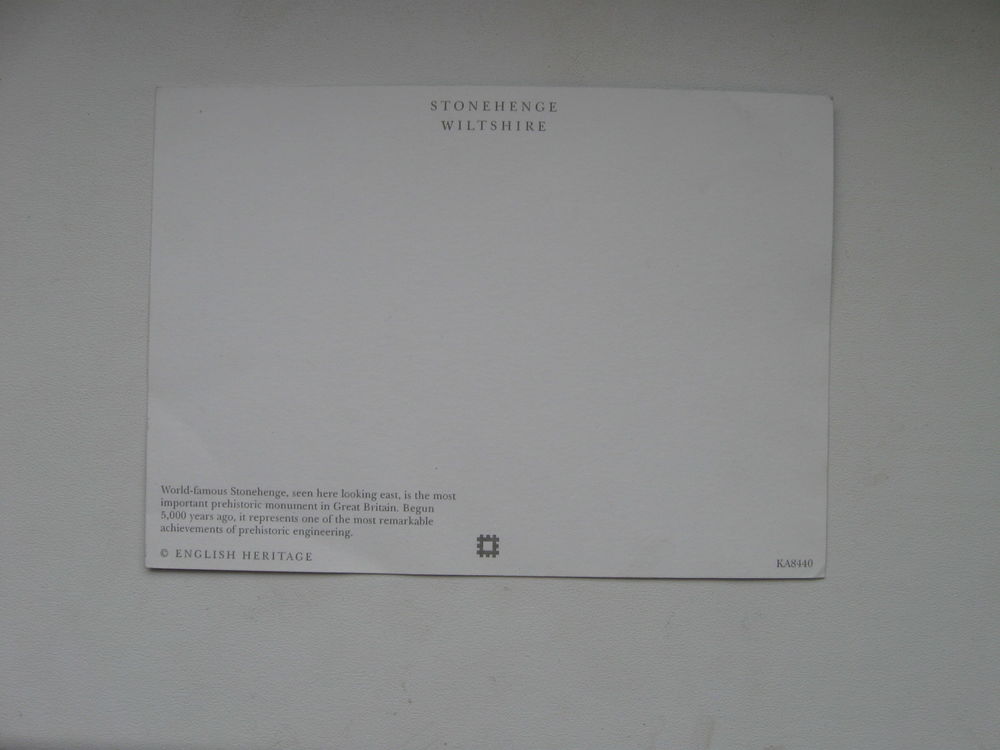 STONEHENGE
WILTSHIRE
World-famous Stonehenge, seen here looking east, is the most
important prehistoric monument in Great Britain. Begun
5,000 years ago, it represents one of the most remarkable
achievements of prehistoric engineering.
© ENGLISH HERITAGE
KA8440